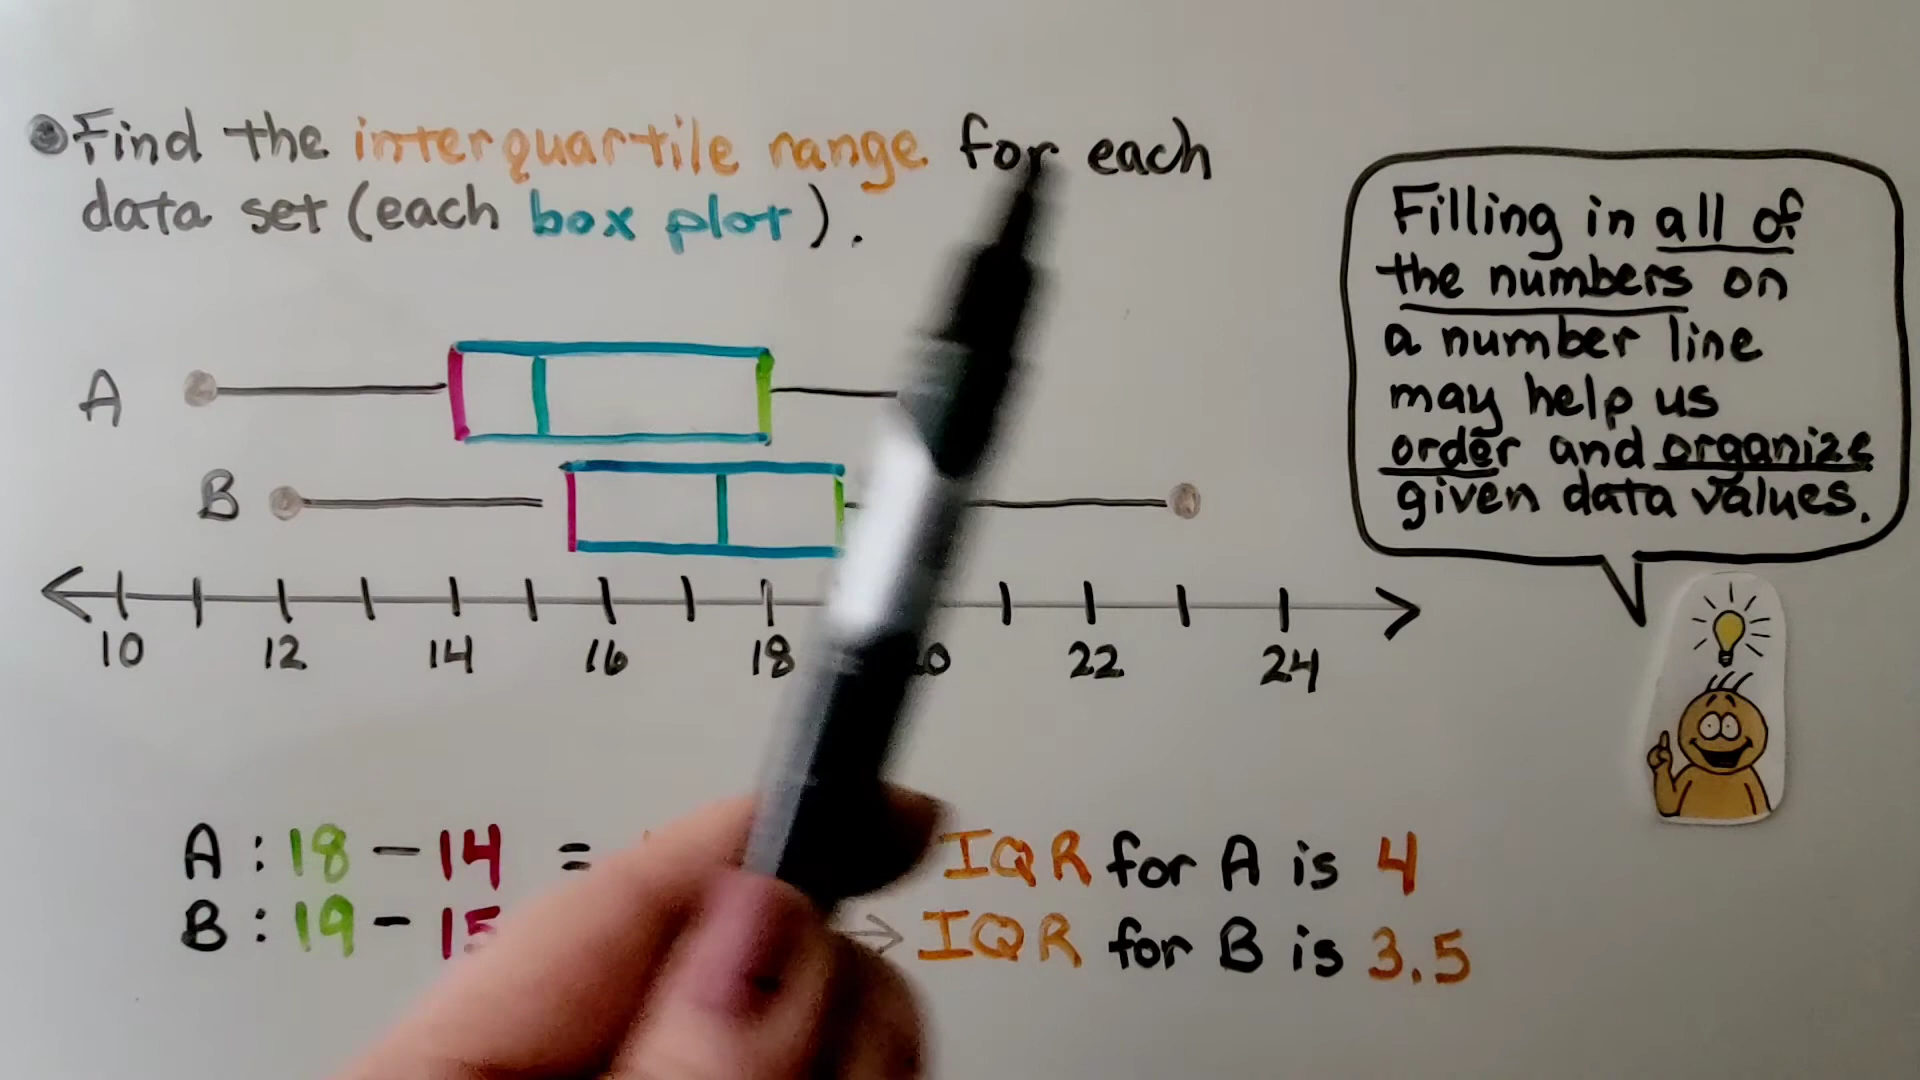 Find the interquartile range for each
data set (each box plot).
Filling in all of
the numbers on
a number line
may help us
order and organize
given data values.
A
B
10 12 14 16 18 22 24
A : 18 - 14 = IQR for A is 4
B : 19 - 15 → IQR for B is 3.5